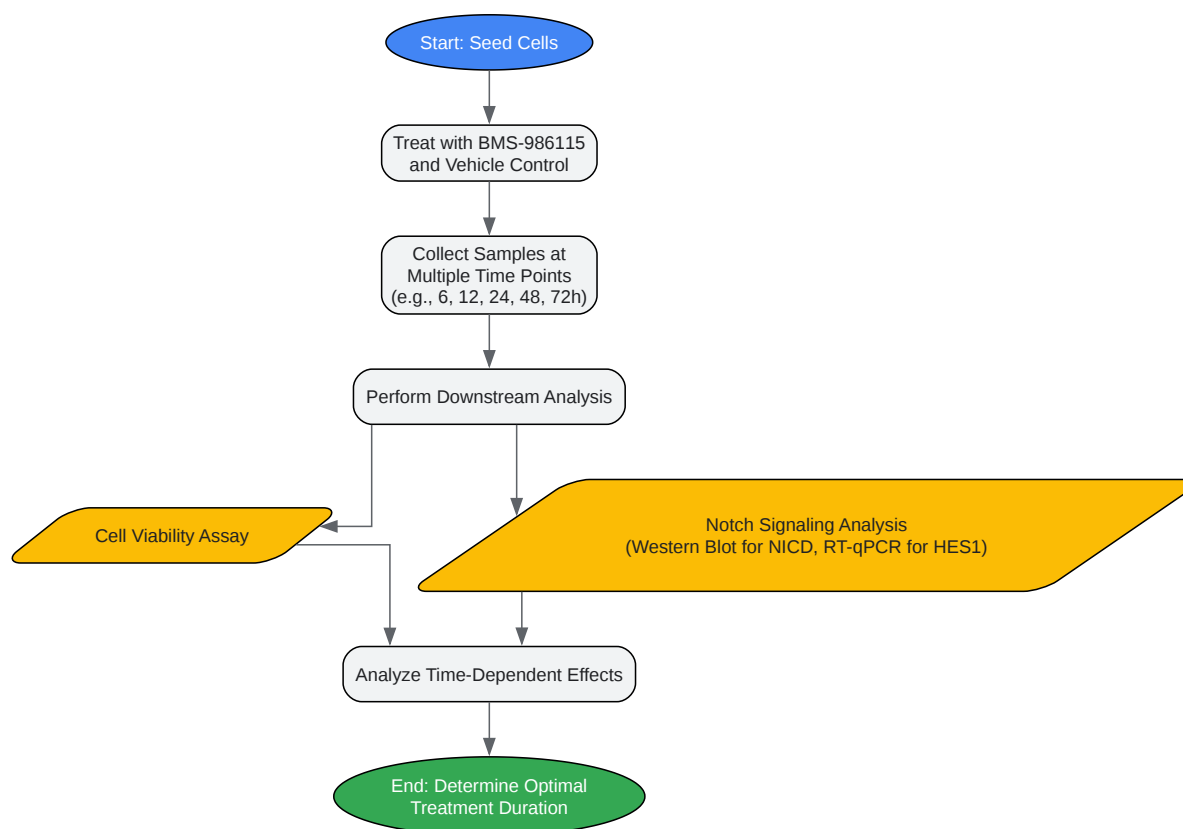 Start: Seed Cells
Treat with BMS-986115
and Vehicle Control
Collect Samples at
Multiple Time Points
(e.g., 6, 12, 24, 48, 72h)
Perform Downstream Analysis
Cell Viability Assay
Notch Signaling Analysis
(Western Blot for NICD, RT-qPCR for HES1)
Analyze Time-Dependent Effects
End: Determine Optimal
Treatment Duration